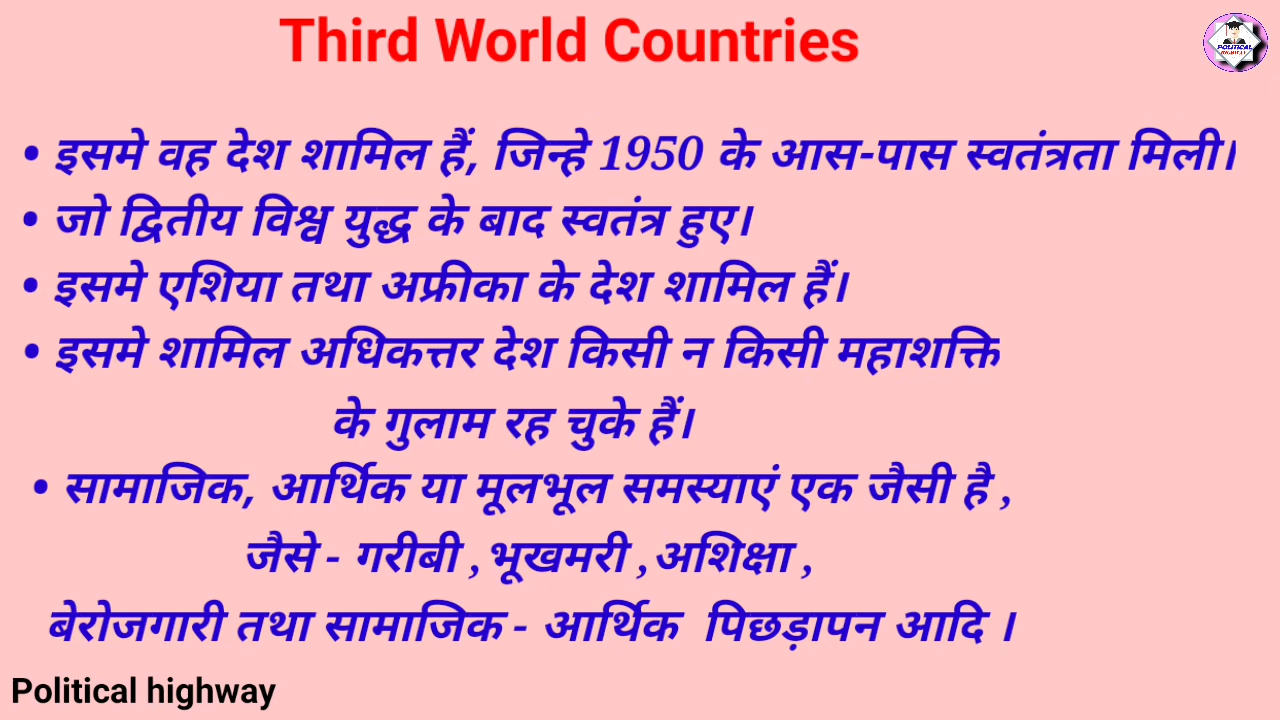 Third World Countries
POLITICAL
• इसमे वह देश शामिल हैं, जिन्हे 1950 के आस-पास स्वतंत्रता मिली।
• जो द्वितीय विश्व युद्ध के बाद स्वतंत्र हुए।
• इसमे एशिया तथा अफ्रीका के देश शामिल हैं।
• इसमे शामिल अधिकत्तर देश किसी न किसी महाशक्ति
के गुलाम रह चुके हैं।
• सामाजिक, आर्थिक या मूलभूल समस्याएं एक जैसी है ,
जैसे - गरीबी ,भूखमरी ,अशिक्षा ,
बेरोजगारी तथा सामाजिक - आर्थिक पिछड़ापन आदि ।
Political highway